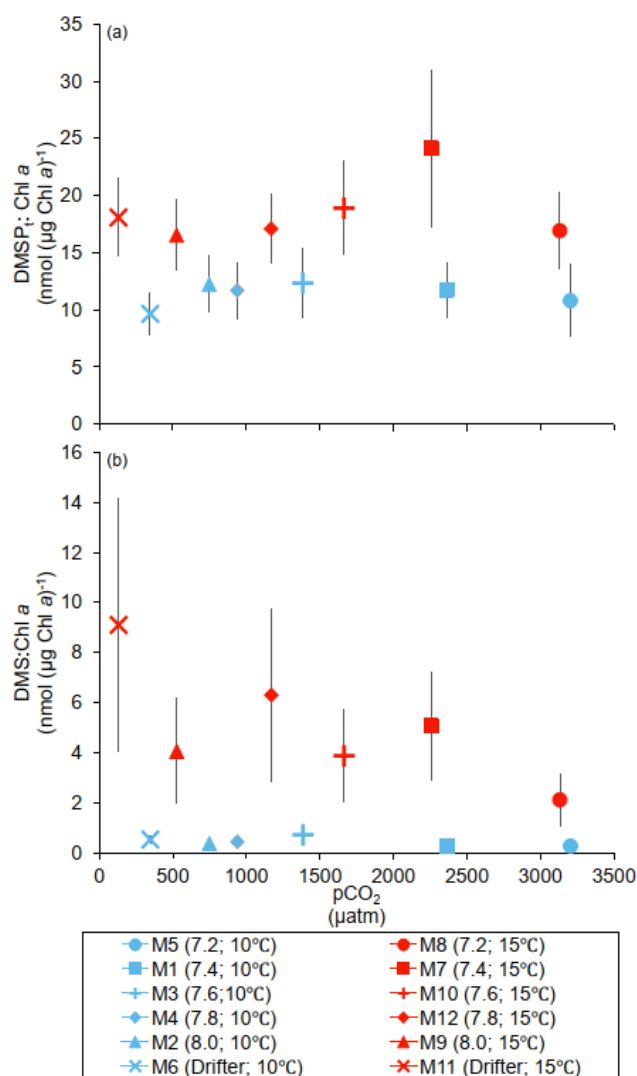 (a)
35
30
25
20
15
10
5
0
DMSPt: Chl a
(nmol (µg Chl a)-1)
(b)
16
14
12
10
8
6
4
2
0
DMS:Chl a
(nmol (µg Chl a)-1)
0 500 1000 1500 2000 2500 3000 3500
pCO2
(µatm)
M5 (7.2; 10℃) M8 (7.2; 15℃)
M1 (7.4; 10℃) M7 (7.4; 15℃)
M3 (7.6;10℃) M10 (7.6; 15℃)
M4 (7.8; 10℃) M12 (7.8; 15℃)
M2 (8.0; 10℃) M9 (8.0; 15℃)
M6 (Drifter; 10℃) M11 (Drifter; 15℃)